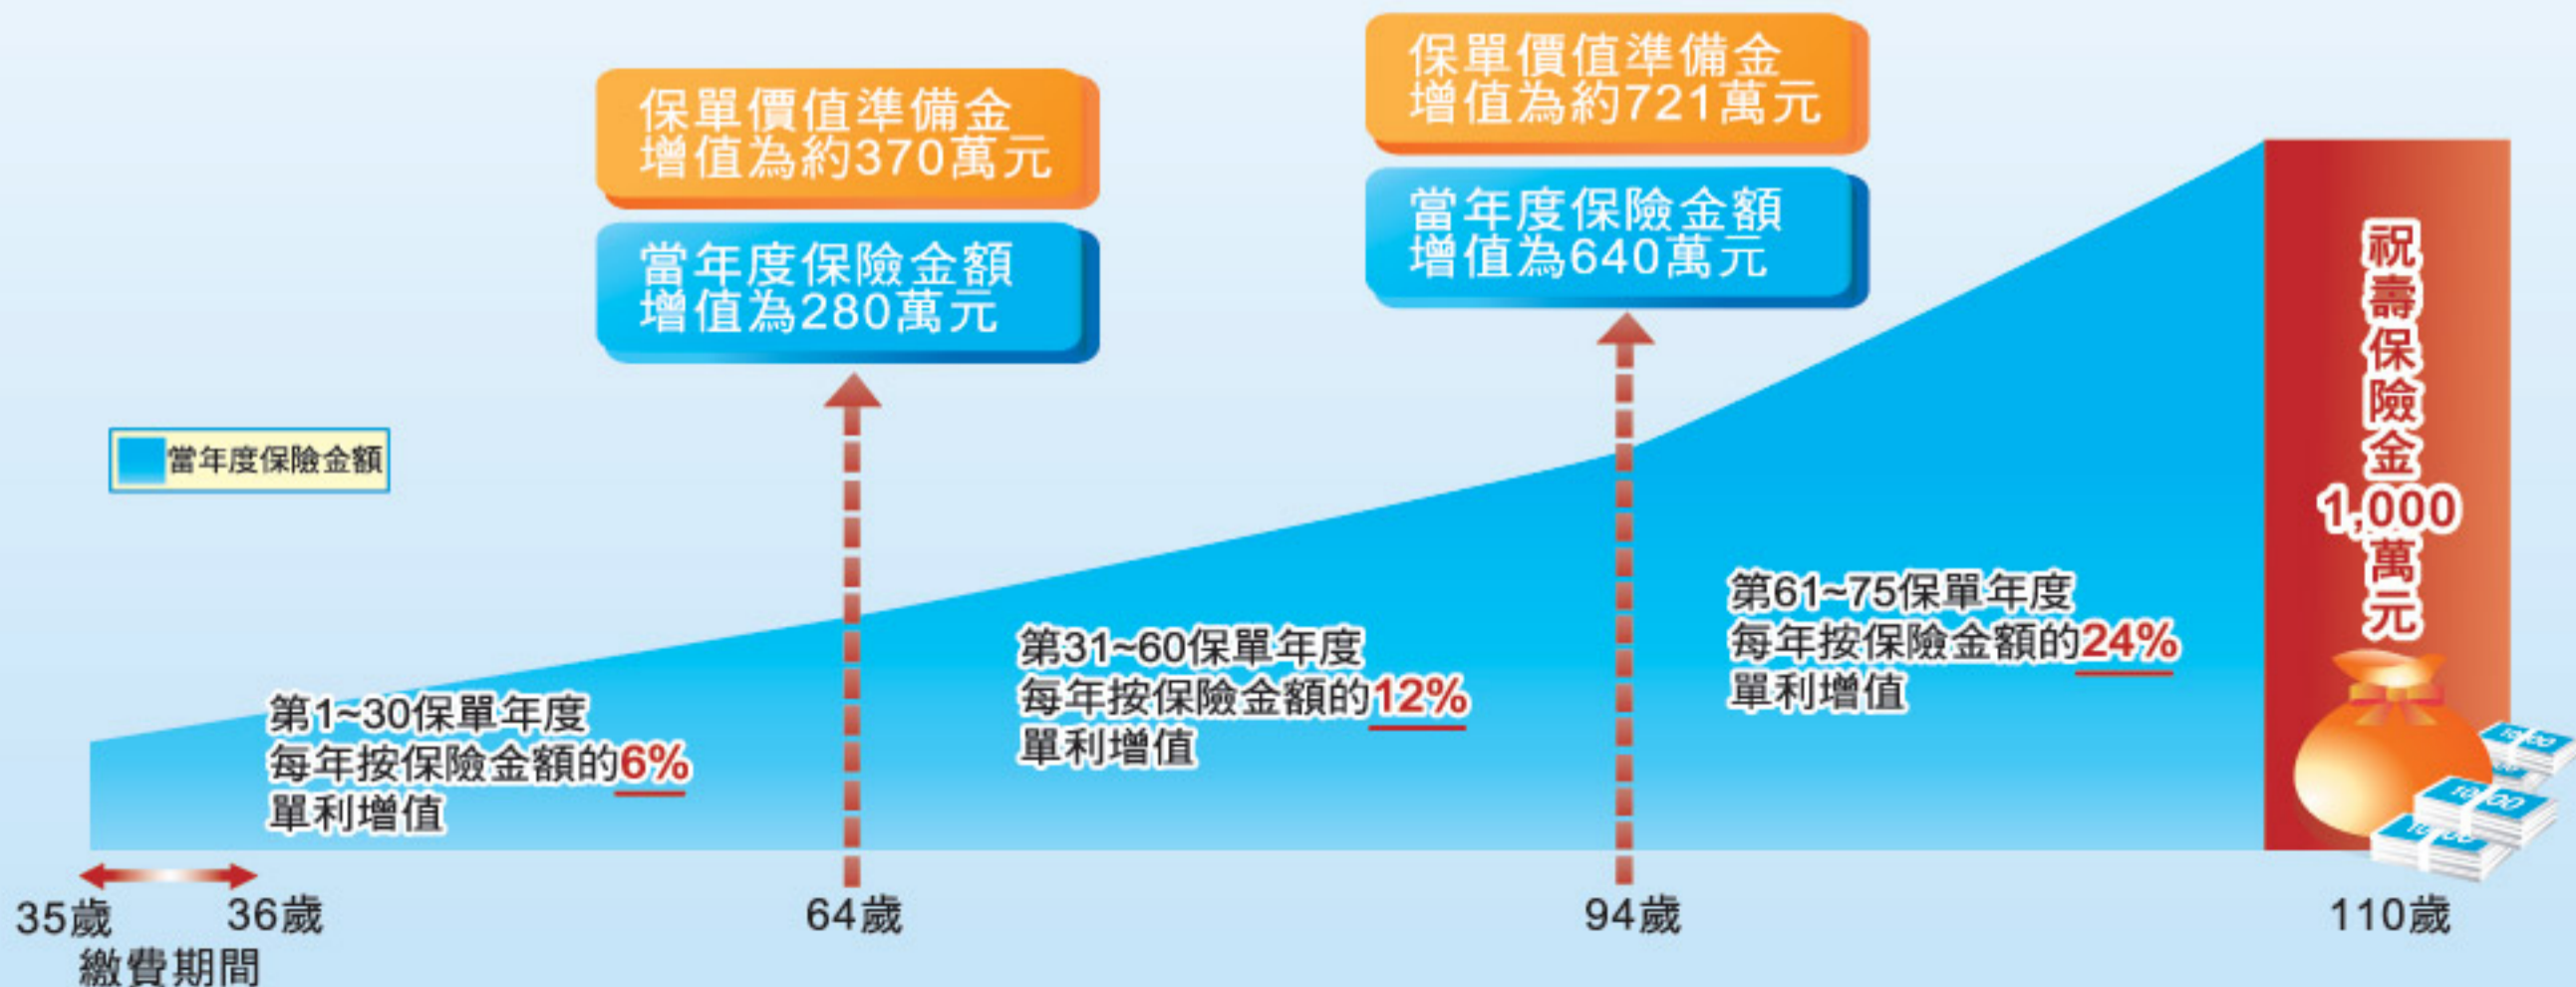 保單價值準備金
增值為約370萬元
當年度保險金額
增值為280萬元
保單價值準備金
增值為約721萬元
當年度保險金額
增值為640萬元
當年度保險金額
祝壽保險金1,000萬元
第1~30保單年度
每年按保險金額的6%
單利增值
第31~60保單年度
每年按保險金額的12%
單利增值
第61~75保單年度
每年按保險金額的24%
單利增值
35歲
36歲
64歲
94歲
110歲
繳費期間